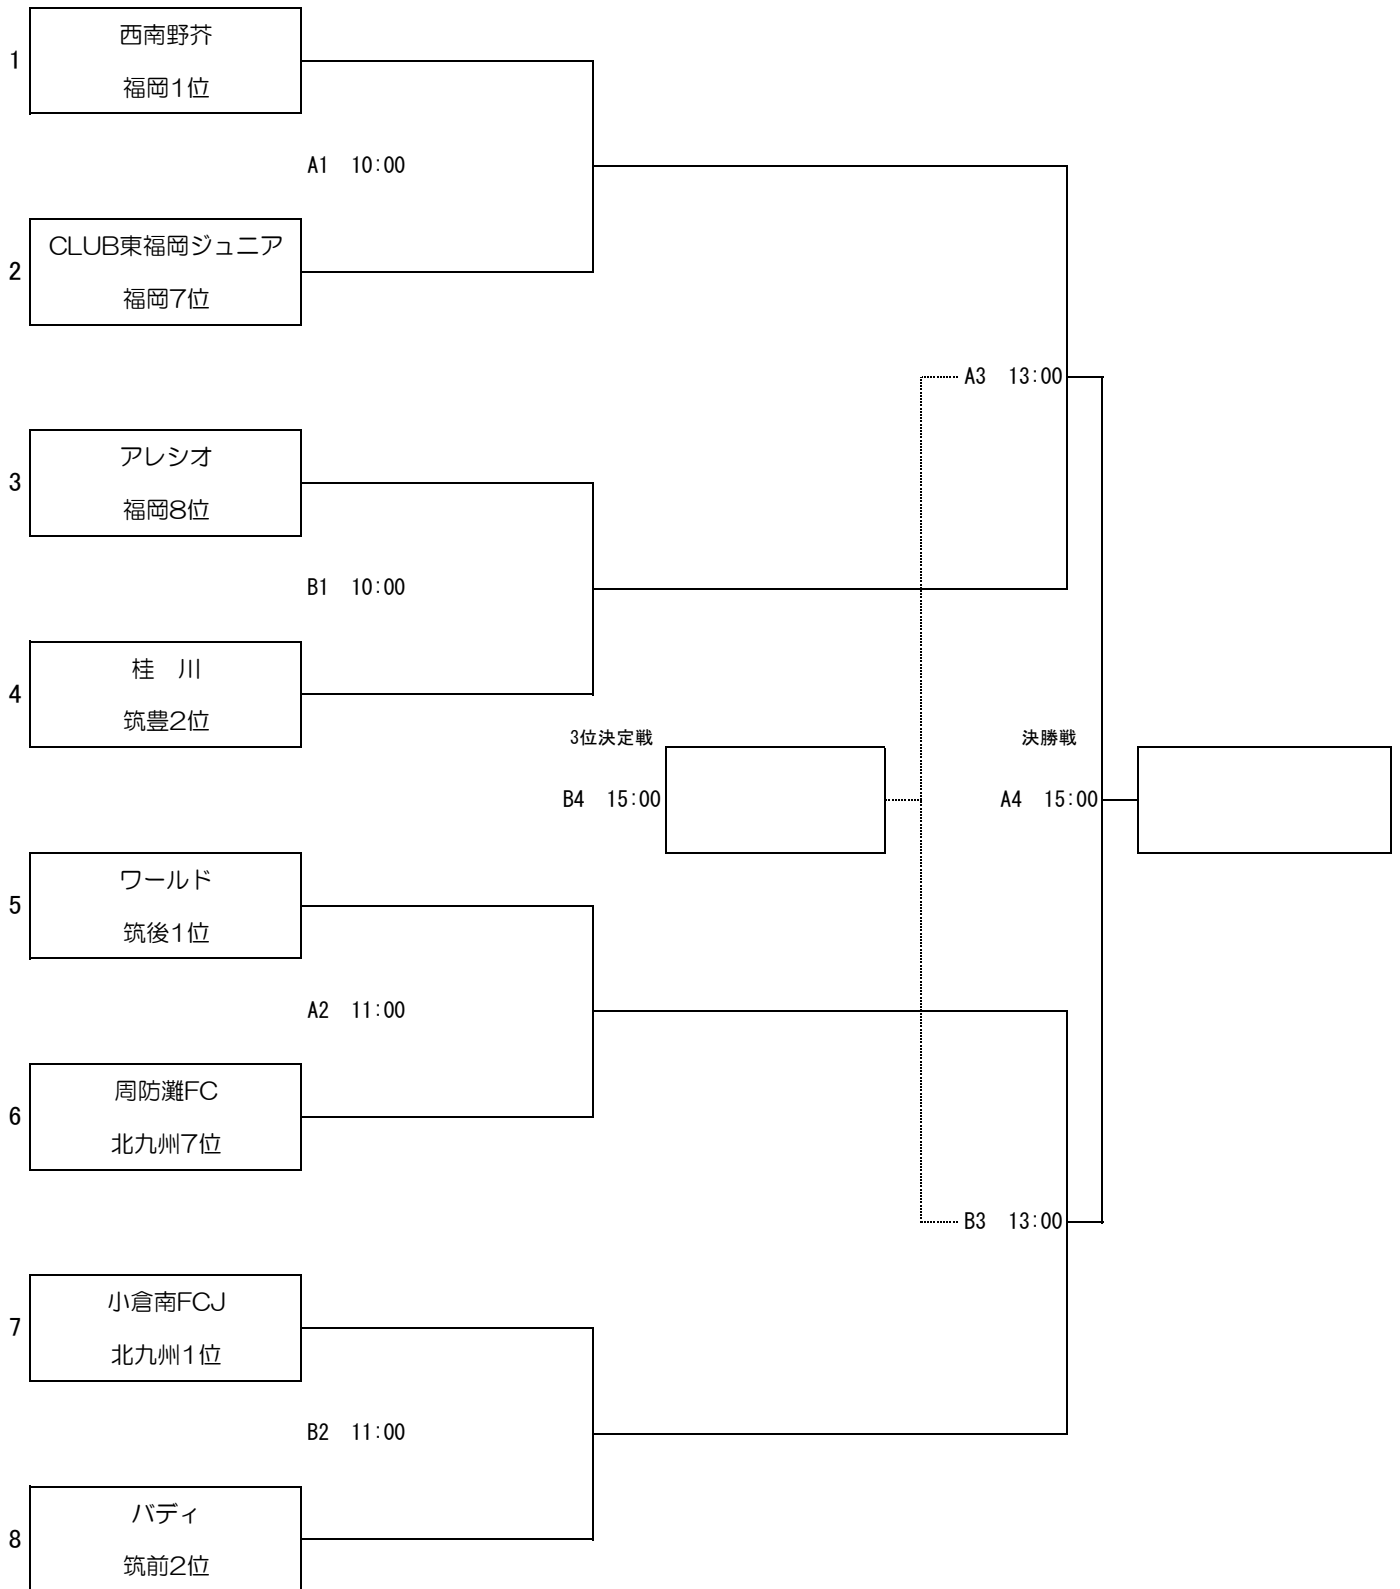 西南野芥
1
福岡1位
A1　10:00
CLUB東福岡ジュニア
2
福岡7位
A3　13:00
アレシオ
3
福岡8位
B1　10:00
桂　川
4
筑豊2位
3位決定戦
決勝戦
B4　15:00
A4　15:00
ワールド
5
筑後1位
A2　11:00
周防灘FC
6
北九州7位
B3　13:00
小倉南FCJ
7
北九州1位
B2　11:00
バディ
8
筑前2位